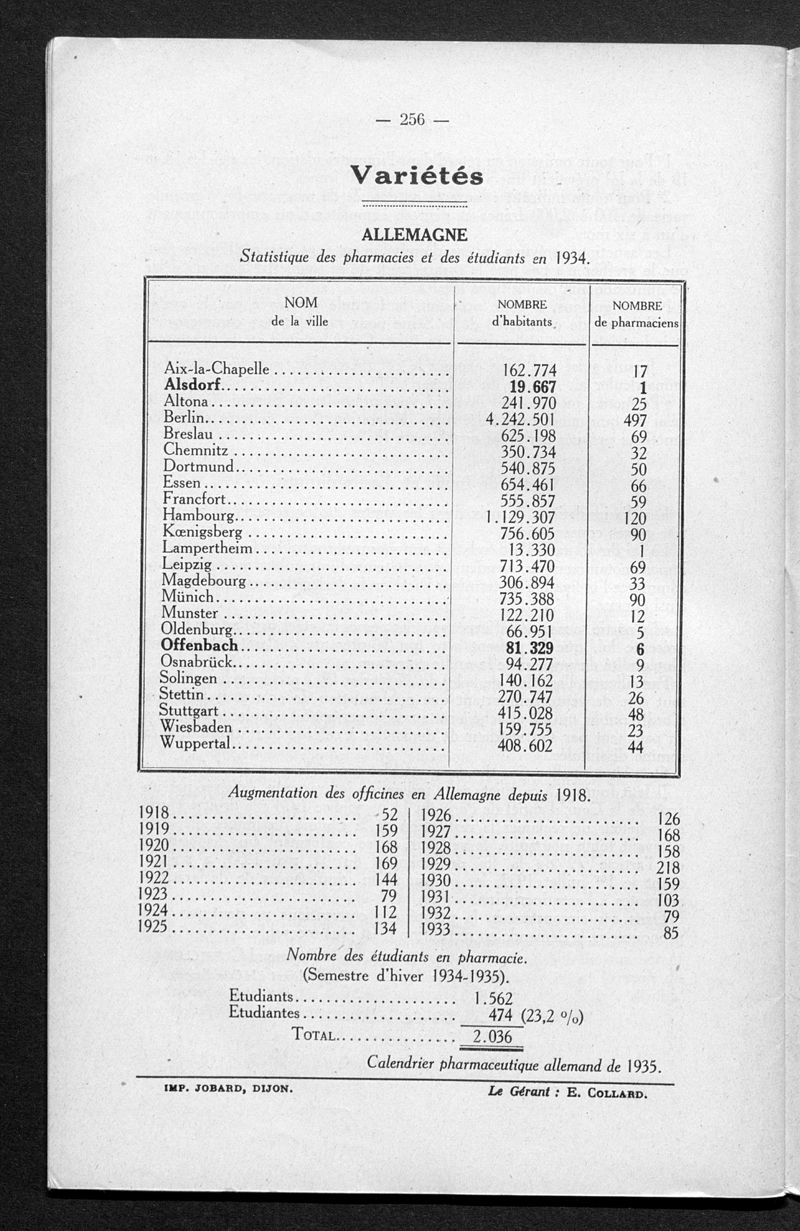 — 256 —
Variétés
ALLEMAGNE
Statistique des pharmacies et des étudiants en 1934.
NOM de la ville | NOMBRE d'habitants. | NOMBRE de pharmaciens
Aix-la-Chapelle ...................... 162.774 17
Alsdorf.............................. 19.667 1
Altona............................... 241.970 25
Berlin............................... 4.242.501 497
Breslau ............................. 625.198 69
Chemnitz ............................ 350.734 32
Dortmund............................. 540.875 50
Essen ............................... 654.461 66
Francfort............................ 555.857 59
Hambourg............................. 1.129.307 120
Kœnigsberg .......................... 756.605 90
Lampertheim.......................... 13.330 1
Leipzig ............................. 713.470 69
Magdebourg .......................... 306.894 33
Münich............................... 735.388 90
Munster ............................. 122.210 12
Oldenburg............................ 66.951 5
Offenbach............................ 81.329 6
Osnabrück............................ 94.277 9
Solingen ............................ 140.162 13
Stettin.............................. 270.747 26
Stuttgart ........................... 415.028 48
Wiesbaden ........................... 159.755 23
Wuppertal............................ 408.602 44
Augmentation des officines en Allemagne depuis 1918.
1918........................ 52 | 1926........................ 126
1919........................ 159 | 1927........................ 168
1920........................ 168 | 1928........................ 158
1921........................ 169 | 1929........................ 218
1922........................ 144 | 1930........................ 159
1923........................ 79 | 1931........................ 103
1924........................ 112 | 1932........................ 79
1925........................ 134 | 1933........................ 85
Nombre des étudiants en pharmacie.
(Semestre d'hiver 1934-1935).
Etudiants..................... 1.562
Etudiantes.................... 474 (23,2 %)
TOTAL................ 2.036
Calendrier pharmaceutique allemand de 1935.
IMP. JOBARD, DIJON. Le Gérant : E. COLLARD.